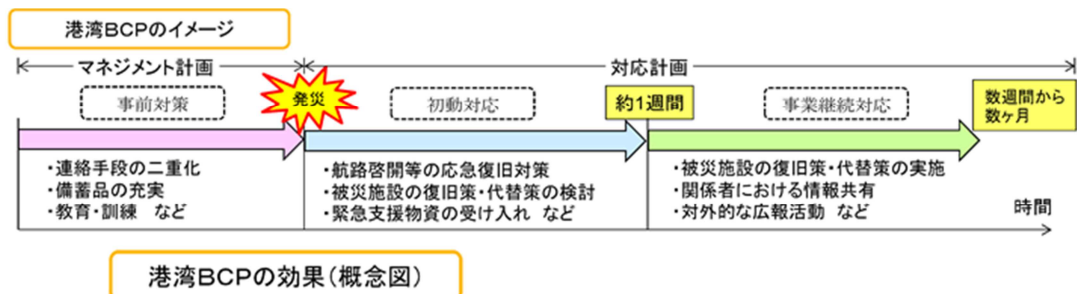 港湾BCPのイメージ
マネジメント計画
対応計画
事前対策
発災
初動対応
約1週間
事業継続対応
数週間から
数ヶ月
・連絡手段の二重化
・備蓄品の充実
・教育・訓練 など
・航路啓開等の応急復旧対策
・被災施設の復旧策・代替策の検討
・緊急支援物資の受け入れ など
・被災施設の復旧策・代替策の実施
・関係者における情報共有
・対外的な広報活動 など
時間
港湾BCPの効果(概念図)